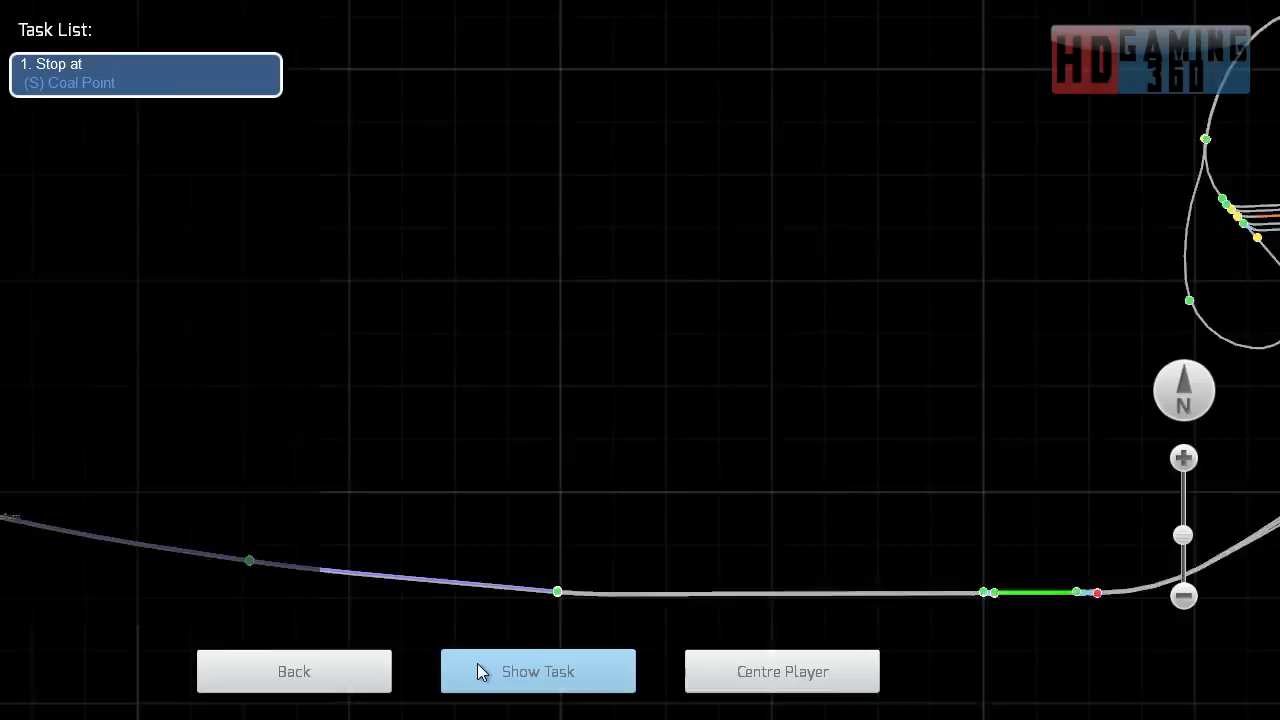 Task List:
1. Stop at
(S) Coal Point
HD GAMING
360
N
Back
Show Task
Centre Player